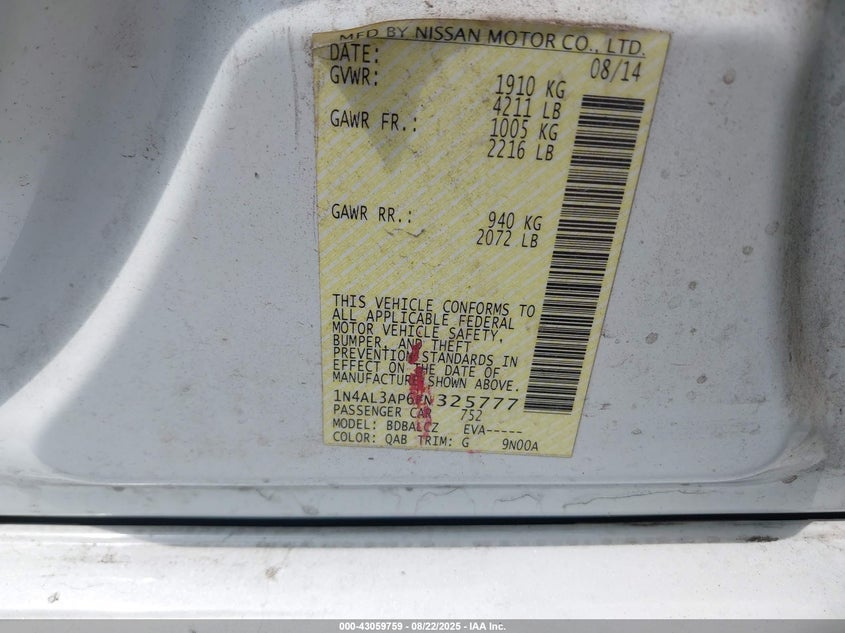 MFD BY NISSAN MOTOR CO., LTD.
DATE: 08/14
GVWR: 1910 KG
4211 LB
GAWR FR.: 1005 KG
2216 LB
GAWR RR.: 940 KG
2072 LB
THIS VEHICLE CONFORMS TO
ALL APPLICABLE FEDERAL
MOTOR VEHICLE SAFETY,
BUMPER, AND THEFT
PREVENTION STANDARDS IN
EFFECT ON THE DATE OF
MANUFACTURE SHOWN ABOVE.
1N4AL3AP6FN325777
PASSENGER CAR 752
MODEL: BDBALCZ EVA-----
COLOR: QAB TRIM: G 9N00A
000-43059759 - 08/22/2025 - IAA Inc.